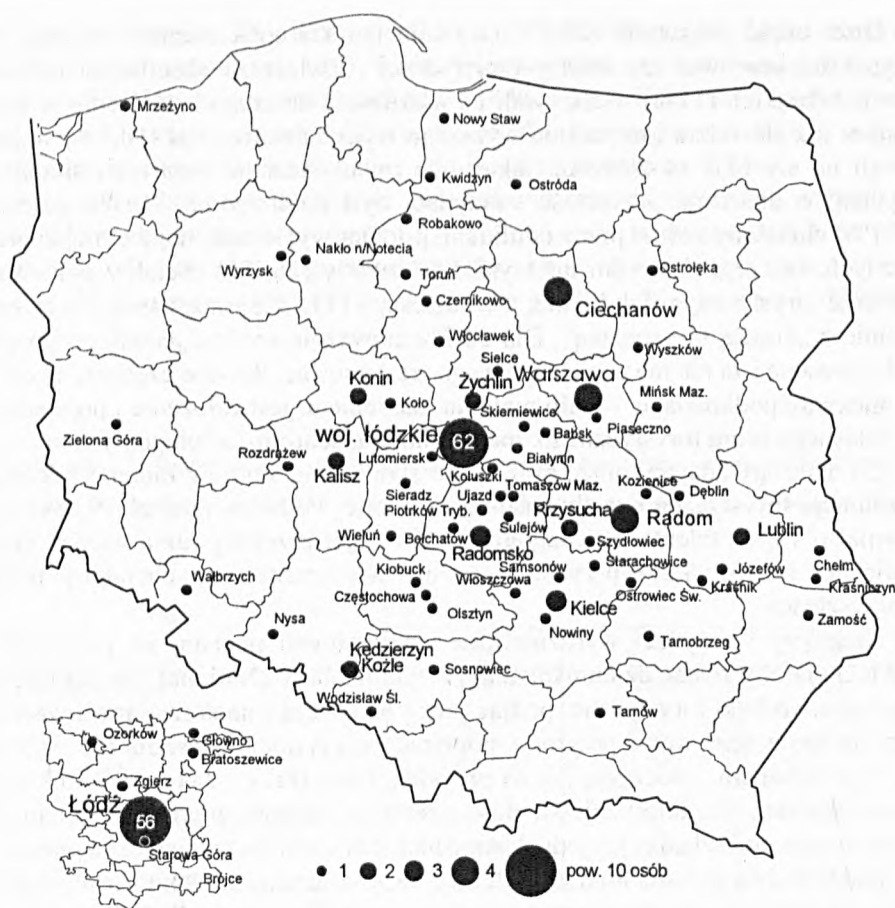 Mrzeżyno
Nowy Staw
Kwidzyn
Ostróda
Robakowo
Nakło n/Not.
Wyrzysk
Toruń
Ostrołęka
Czernikowo
Ciechanów
Włocławek
Wyszków
Sielce
Konin
Żychlin
Warszawa
Mińsk Maz.
Koło
Skierniewice
Piaseczno
Zielona Góra
woj. łódzkie
62
Babsk
Rozdrażew
Lutomiersk
Białynin
Kalisz
Koluszki
Kozienice
Dęblin
Sieradz
Ujazd
Tomaszów Maz.
Piotrków Tryb.
Przysucha
Radom
Sulejów
Lublin
Wieluń
Bełchatów
Radomsko
Szydłowiec
Samsonów
Starachowice
Chełm
Kłobuck
Włoszczowa
Józefów
Wałbrzych
Częstochowa
Kraśnik
Kraśniczyn
Ostrowiec Św.
Kielce
Olsztyn
Zamość
Nysa
Nowiny
Tarnobrzeg
Kędzierzyn
Koźle
Sosnowiec
Wodzisław Śl.
Tarnów
Ozorków
Głowno
Bratoszewice
Zgierz
Łódź
56
Starowa Góra
Brójce
1 2 3 4 pow. 10 osób